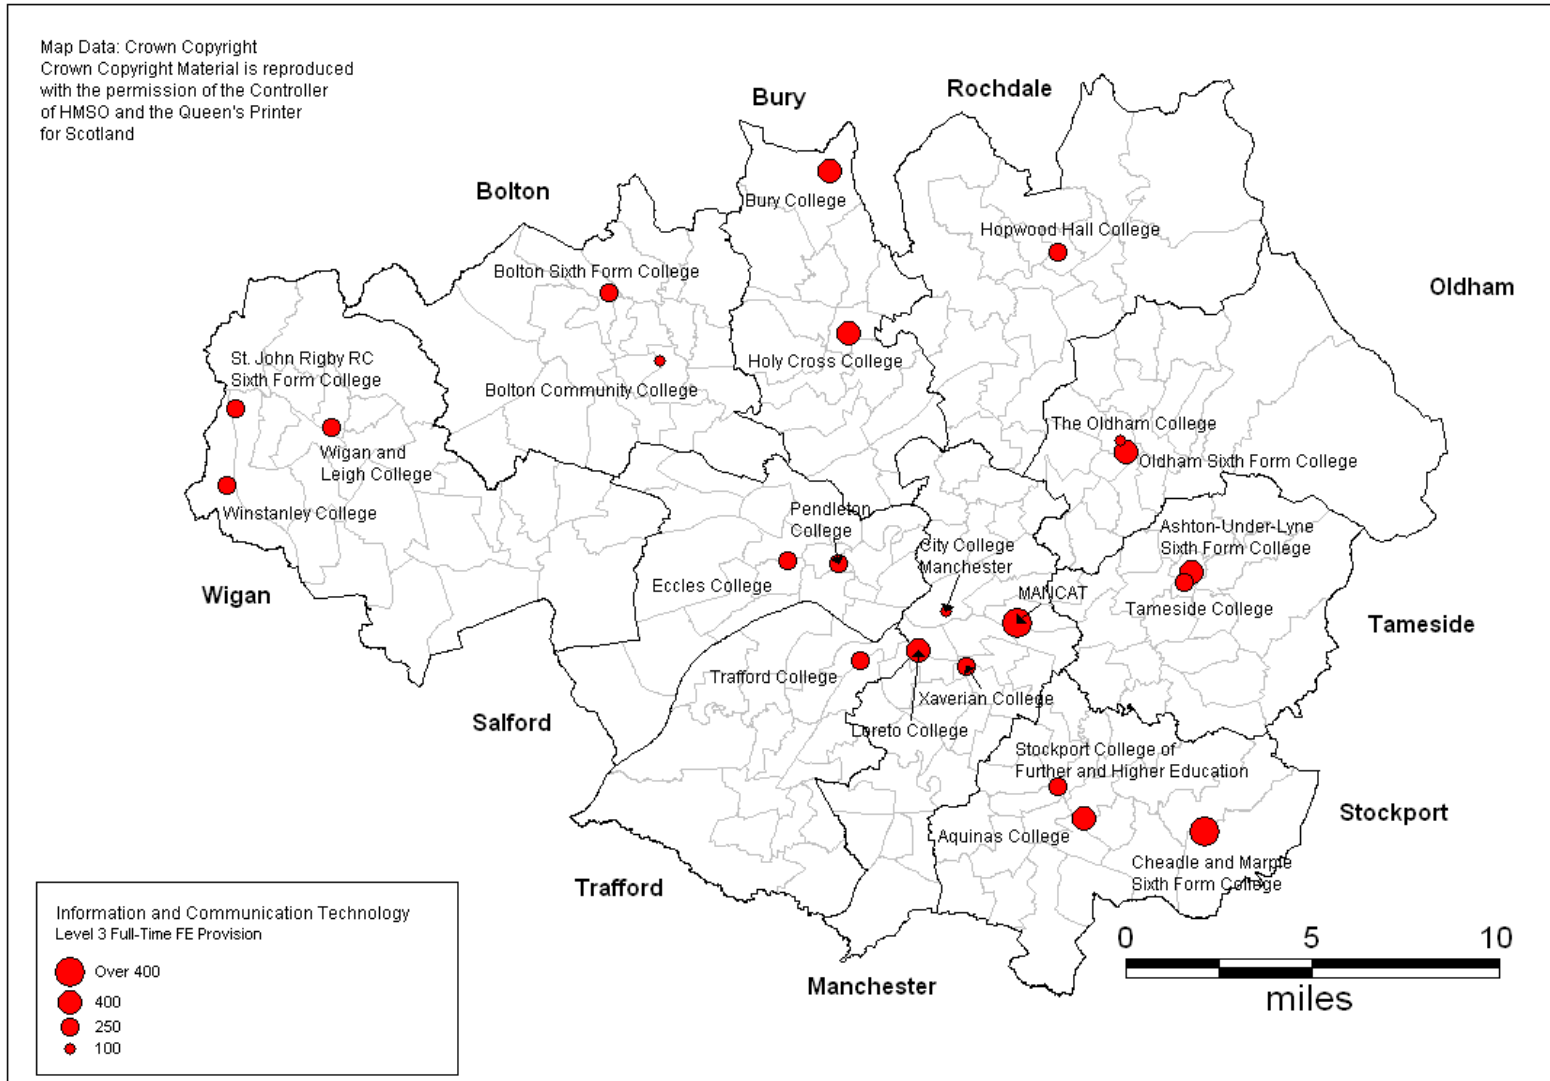 Map Data: Crown Copyright
Crown Copyright Material is reproduced
with the permission of the Controller
of HMSO and the Queen's Printer
for Scotland
Rochdale
Bury
Bolton
Bury College
Hopwood Hall College
Bolton Sixth Form College
Oldham
St. John Rigby RC
Sixth Form College
Holy Cross College
Bolton Community College
The Oldham College
Wigan and
Leigh College
Oldham Sixth Form College
Winstanley College
Pendleton
College
Ashton-Under-Lyne
Sixth Form College
City College
Manchester
Eccles College
Wigan
MANCAT
Tameside College
Tameside
Trafford College
Xaverian College
Salford
Loreto College
Stockport College of
Further and Higher Education
Stockport
Aquinas College
Cheadle and Marple
Sixth Form College
Trafford
Manchester
Information and Communication Technology
Level 3 Full-Time FE Provision
Over 400
400
250
100
0 5 10
miles